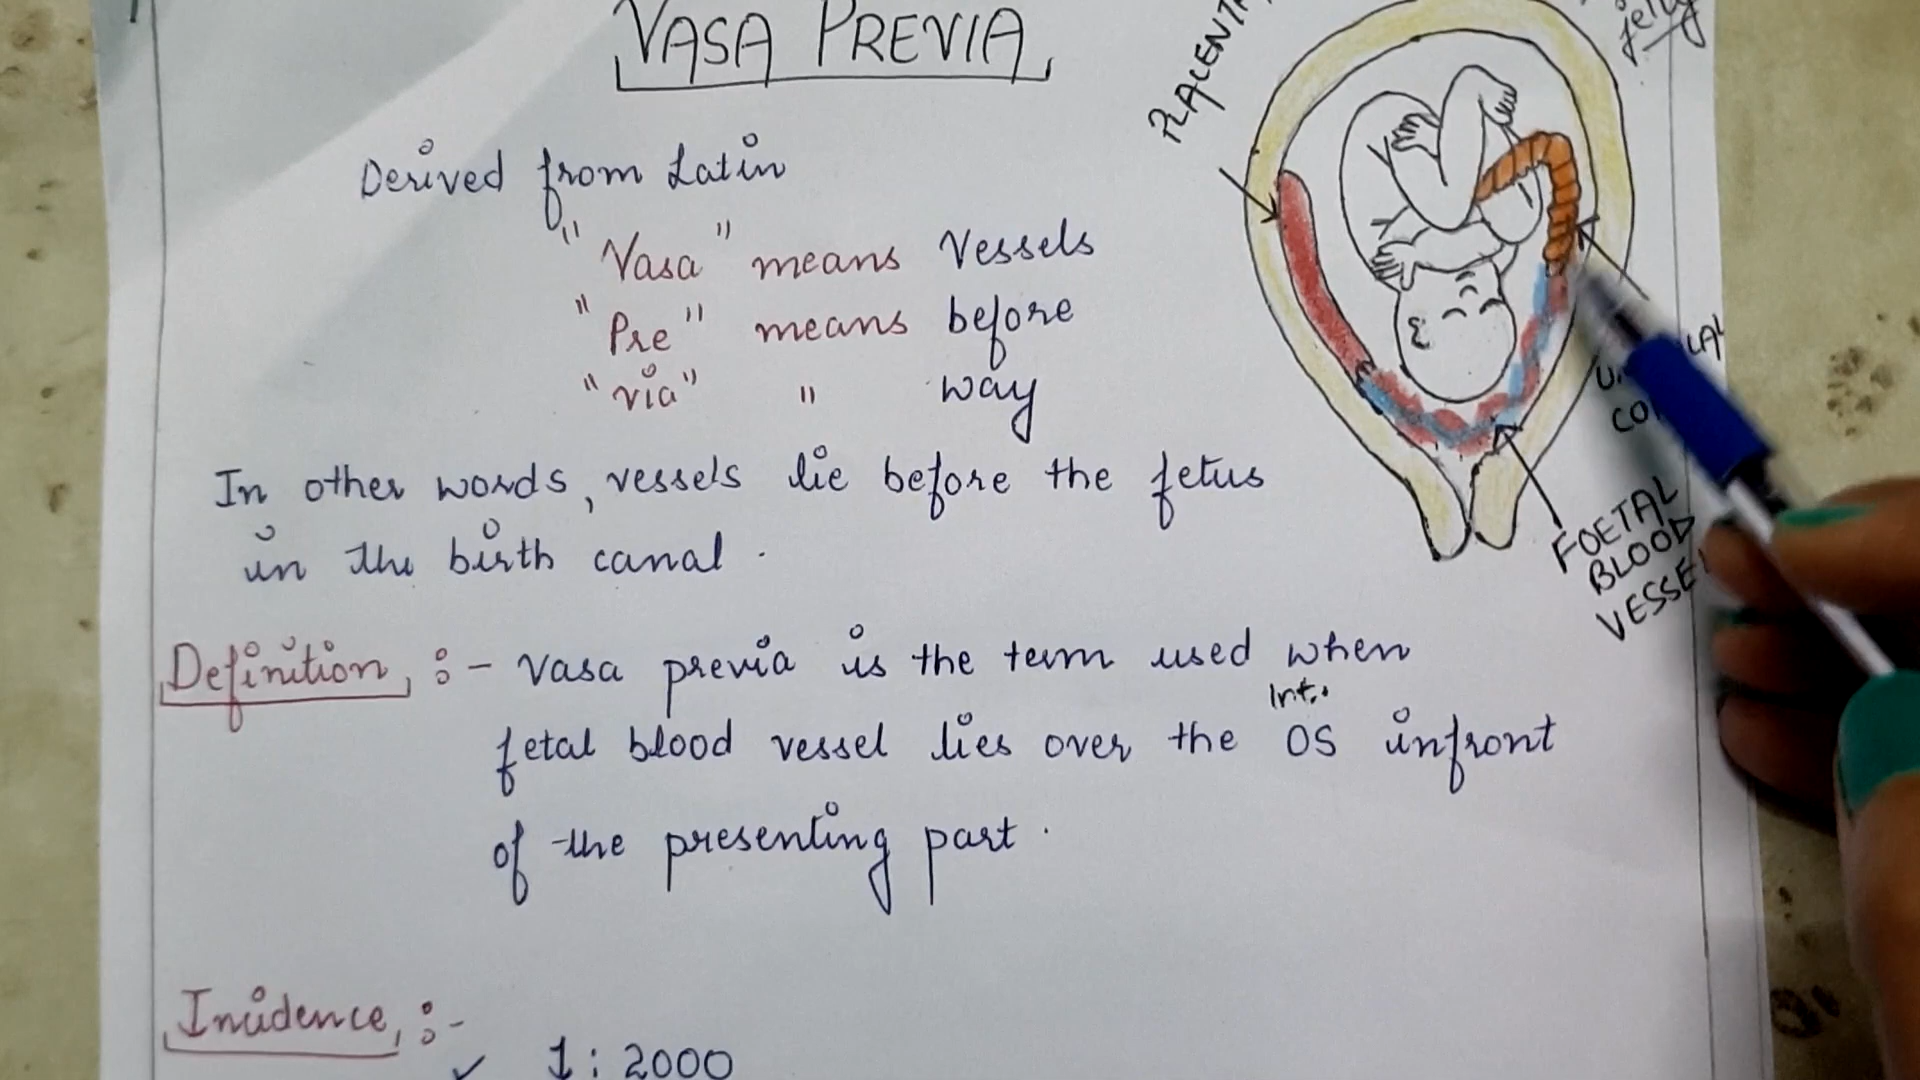 VASA PREVIA
Derived from Latin
"Vasa" means Vessels
"Pre" means before
"via" " way
In other words, vessels lie before the fetus
in the birth canal.
Definition :- Vasa previa is the term used when
Int.
fetal blood vessel lies over the OS infront
of the presenting part.
Incidence :-
✓ 1 : 2000
jelly
FOETAL
BLOOD